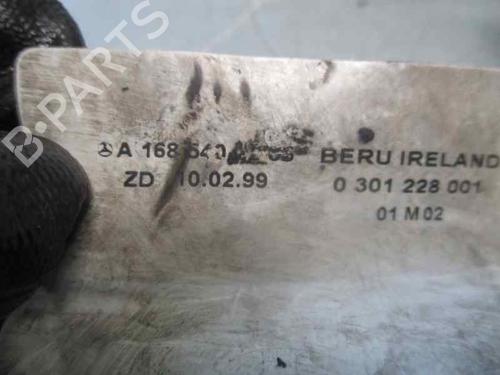 B-PARTS
A 168 540 BERU IRELAND
ZD 10.02.99 0 301 228 001
01 M 02